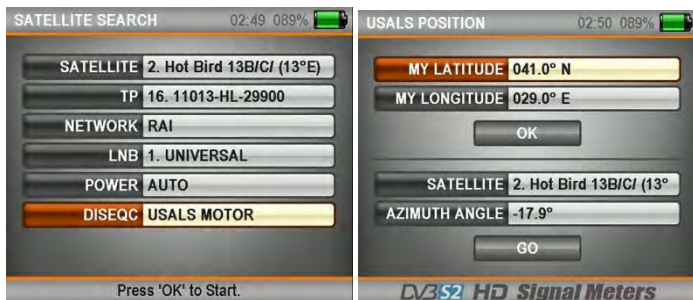 SATELLITE SEARCH 02:49 089%
SATELLITE 2. Hot Bird 13B/C/ (13°E)
TP 16. 11013-HL-29900
NETWORK RAI
LNB 1. UNIVERSAL
POWER AUTO
DISEQC USALS MOTOR
Press 'OK' to Start.
USALS POSITION 02:50 089%
MY LATITUDE 041.0° N
MY LONGITUDE 029.0° E
OK
SATELLITE 2. Hot Bird 13B/C/ (13°
AZIMUTH ANGLE -17.9°
GO
DVBS2 HD Signal Meters